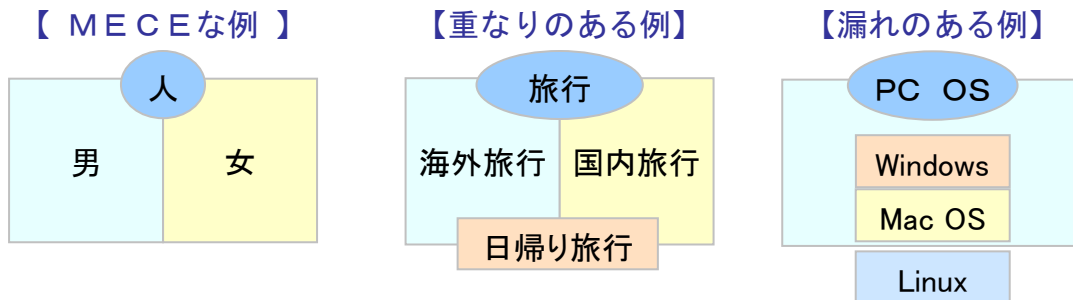 【 ＭＥＣＥな例 】
人
男
女
【重なりのある例】
旅行
海外旅行
国内旅行
日帰り旅行
【漏れのある例】
ＰＣ　ＯＳ
Windows
Mac OS
Linux